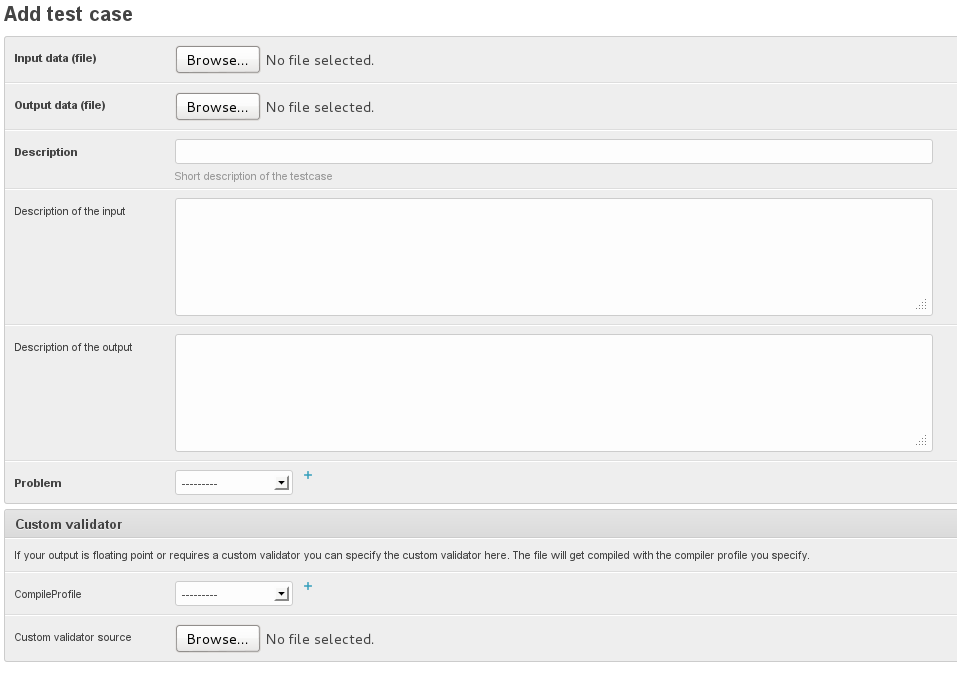 Add test case
Input data (file) Browse... No file selected.
Output data (file) Browse... No file selected.
Description
Short description of the testcase
Description of the input
Description of the output
Problem --------- +
Custom validator
If your output is floating point or requires a custom validator you can specify the custom validator here. The file will get compiled with the compiler profile you specify.
CompileProfile --------- +
Custom validator source Browse... No file selected.